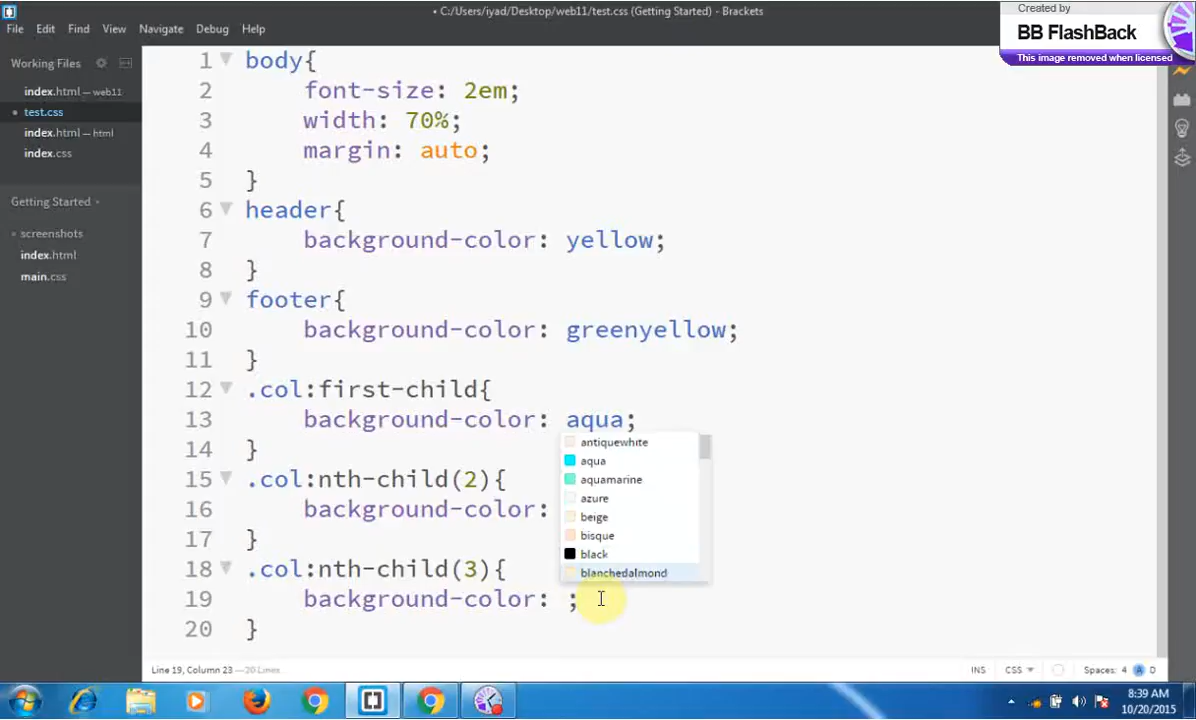 • C:/Users/iyad/Desktop/web11/test.css (Getting Started) - Brackets
Created by
BB FlashBack
This image removed when licensed
File Edit Find View Navigate Debug Help
Working Files
index.html — web11
• test.css
index.html — html
index.css
Getting Started
screenshots
index.html
main.css
1 body{
2 font-size: 2em;
3 width: 70%;
4 margin: auto;
5 }
6 header{
7 background-color: yellow;
8 }
9 footer{
10 background-color: greenyellow;
11 }
12 .col:first-child{
13 background-color: aqua;
14 }
15 .col:nth-child(2){
16 background-color:
17 }
18 .col:nth-child(3){
19 background-color: ;
20 }
antiquewhite
aqua
aquamarine
azure
beige
bisque
black
blanchedalmond
Line 19, Column 23 — 20 Lines
INS CSS Spaces: 4 A D
8:39 AM
10/20/2015